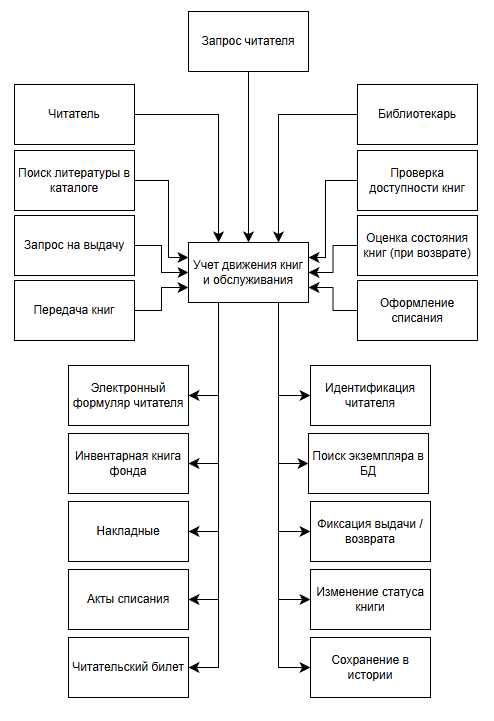 Запрос читателя
Читатель
Библиотекарь
Поиск литературы в
каталоге
Проверка
доступности книг
Запрос на выдачу
Учет движения книг
и обслуживания
Оценка состояния
книг (при возврате)
Передача книг
Оформление
списания
Электронный
формуляр читателя
Идентификация
читателя
Инвентарная книга
фонда
Поиск экземпляра в
БД
Накладные
Фиксация выдачи /
возврата
Акты списания
Изменение статуса
книги
Читательский билет
Сохранение в
истории